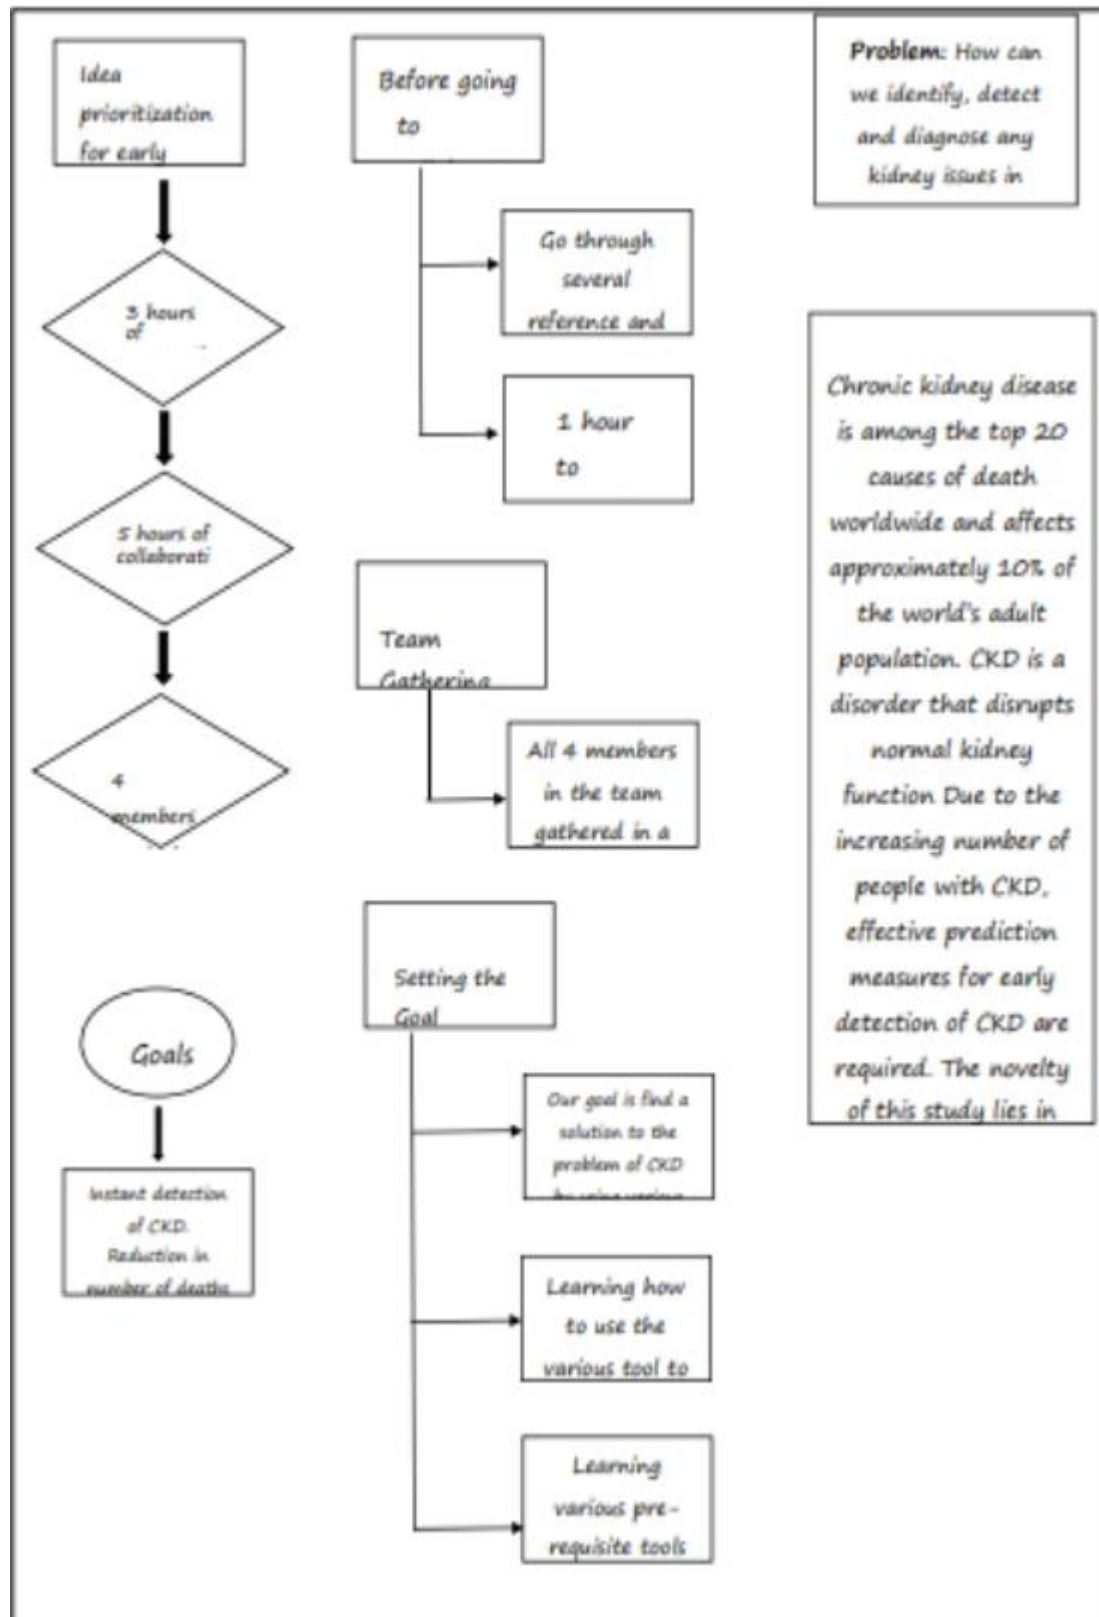 Idea
prioritization
for early
3 hours
of
5 hours of
collaborati
4
members
Goals
Instant detection
of CKD.
Reduction in
number of deaths
Before going
to
Go through
several
reference and
1 hour
to
Team
Gathering
All 4 members
in the team
gathered in a
Setting the
Goal
Our goal is find a
solution to the
problem of CKD
by using various
Learning how
to use the
various tool to
Learning
various pre-
requisite tools
Problem: How can
we identify, detect
and diagnose any
kidney issues in
Chronic kidney disease
is among the top 20
causes of death
worldwide and affects
approximately 10% of
the world's adult
population. CKD is a
disorder that disrupts
normal kidney
function Due to the
increasing number of
people with CKD,
effective prediction
measures for early
detection of CKD are
required. The novelty
of this study lies in